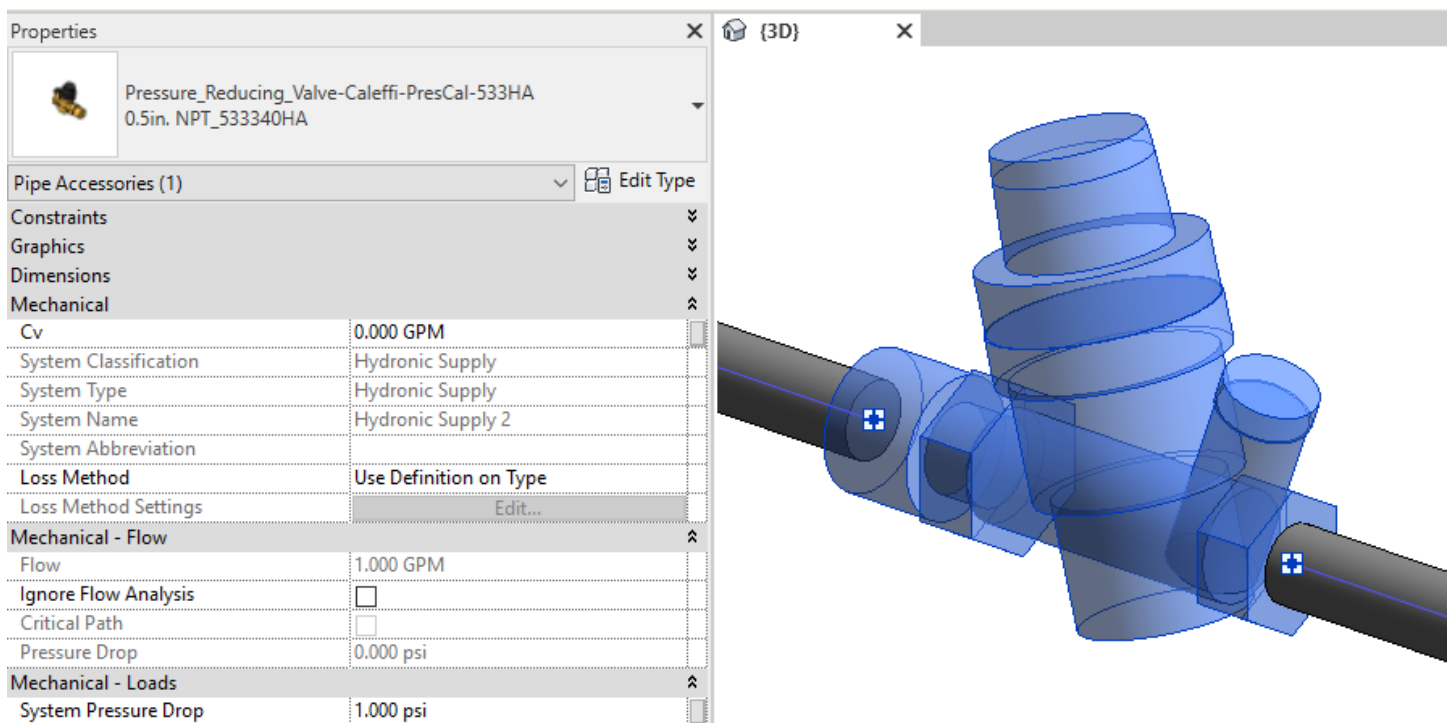 Properties
{3D}
Pressure_Reducing_Valve-Caleffi-PresCal-533HA
0.5in. NPT_533340HA
Pipe Accessories (1)
Edit Type
Constraints
Graphics
Dimensions
Mechanical
Cv 0.000 GPM
System Classification Hydronic Supply
System Type Hydronic Supply
System Name Hydronic Supply 2
System Abbreviation
Loss Method Use Definition on Type
Loss Method Settings Edit...
Mechanical - Flow
Flow 1.000 GPM
Ignore Flow Analysis
Critical Path
Pressure Drop 0.000 psi
Mechanical - Loads
System Pressure Drop 1.000 psi